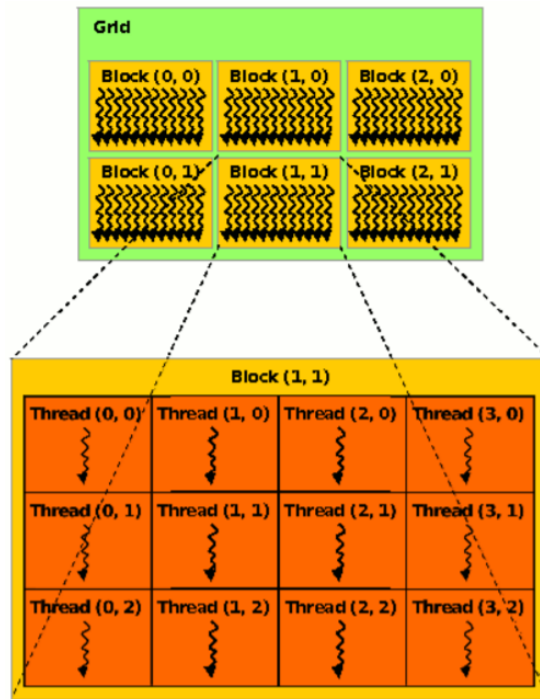 Grid
Block (0, 0) Block (1, 0) Block (2, 0)
Block (0, 1) Block (1, 1) Block (2, 1)
Block (1, 1)
Thread (0, 0) Thread (1, 0) Thread (2, 0) Thread (3, 0)
Thread (0, 1) Thread (1, 1) Thread (2, 1) Thread (3, 1)
Thread (0, 2) Thread (1, 2) Thread (2, 2) Thread (3, 2)